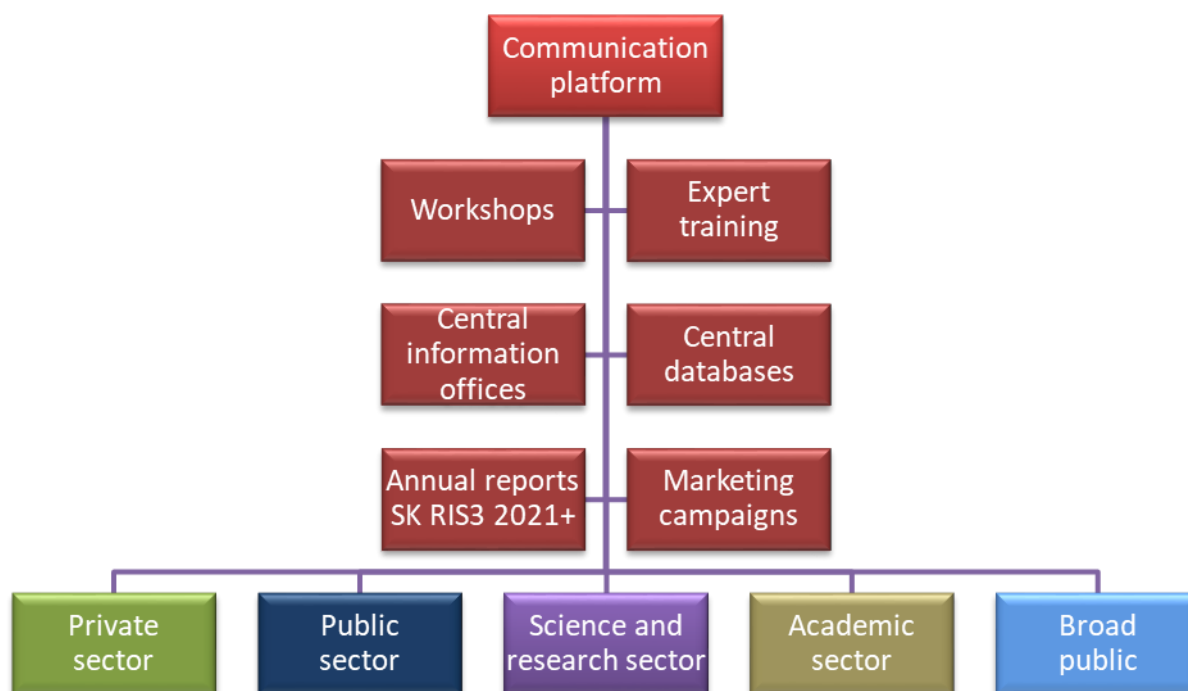 Communication
platform
Workshops
Expert
training
Central
information
offices
Central
databases
Annual reports
SK RIS3 2021+
Marketing
campaigns
Private
sector
Public
sector
Science and
research sector
Academic
sector
Broad
public